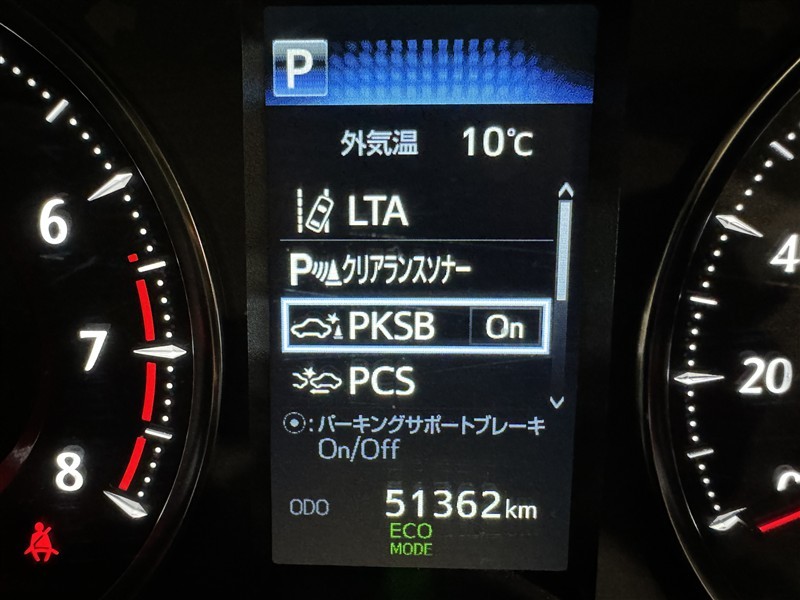 P
外気温 10℃
LTA
Pクリアランスソナー
PKSB On
PCS
:パーキングサポートブレーキ
On/Off
ODO 51362km
ECO
MODE
6
7
8
4
20
0